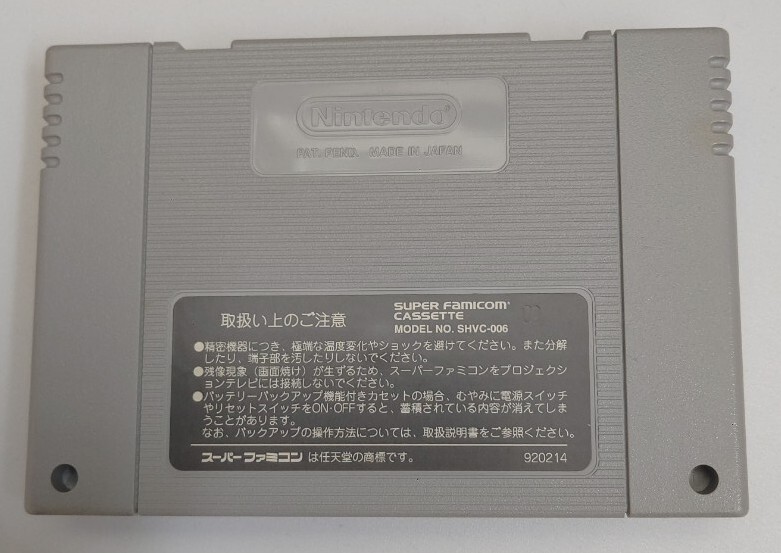 Nintendo®
PAT. PEND. MADE IN JAPAN
取扱い上のご注意
SUPER FAMICOM
CASSETTE
MODEL NO. SHVC-006
●精密機器につき、極端な温度変化やショックを避けてください。また分解
したり、端子部を汚したりしないでください。
●残像現象（画面焼け）が生ずるため、スーパーファミコンをプロジェクシ
ョンテレビには接続しないでください。
●バッテリーバックアップ機能付きカセットの場合、むやみに電源スイッチ
やリセットスイッチをON・OFFすると、蓄積されている内容が消えてしま
うことがあります。
なお、バックアップの操作方法については、取扱説明書をご参照ください。
スーパーファミコン は任天堂の商標です。
920214